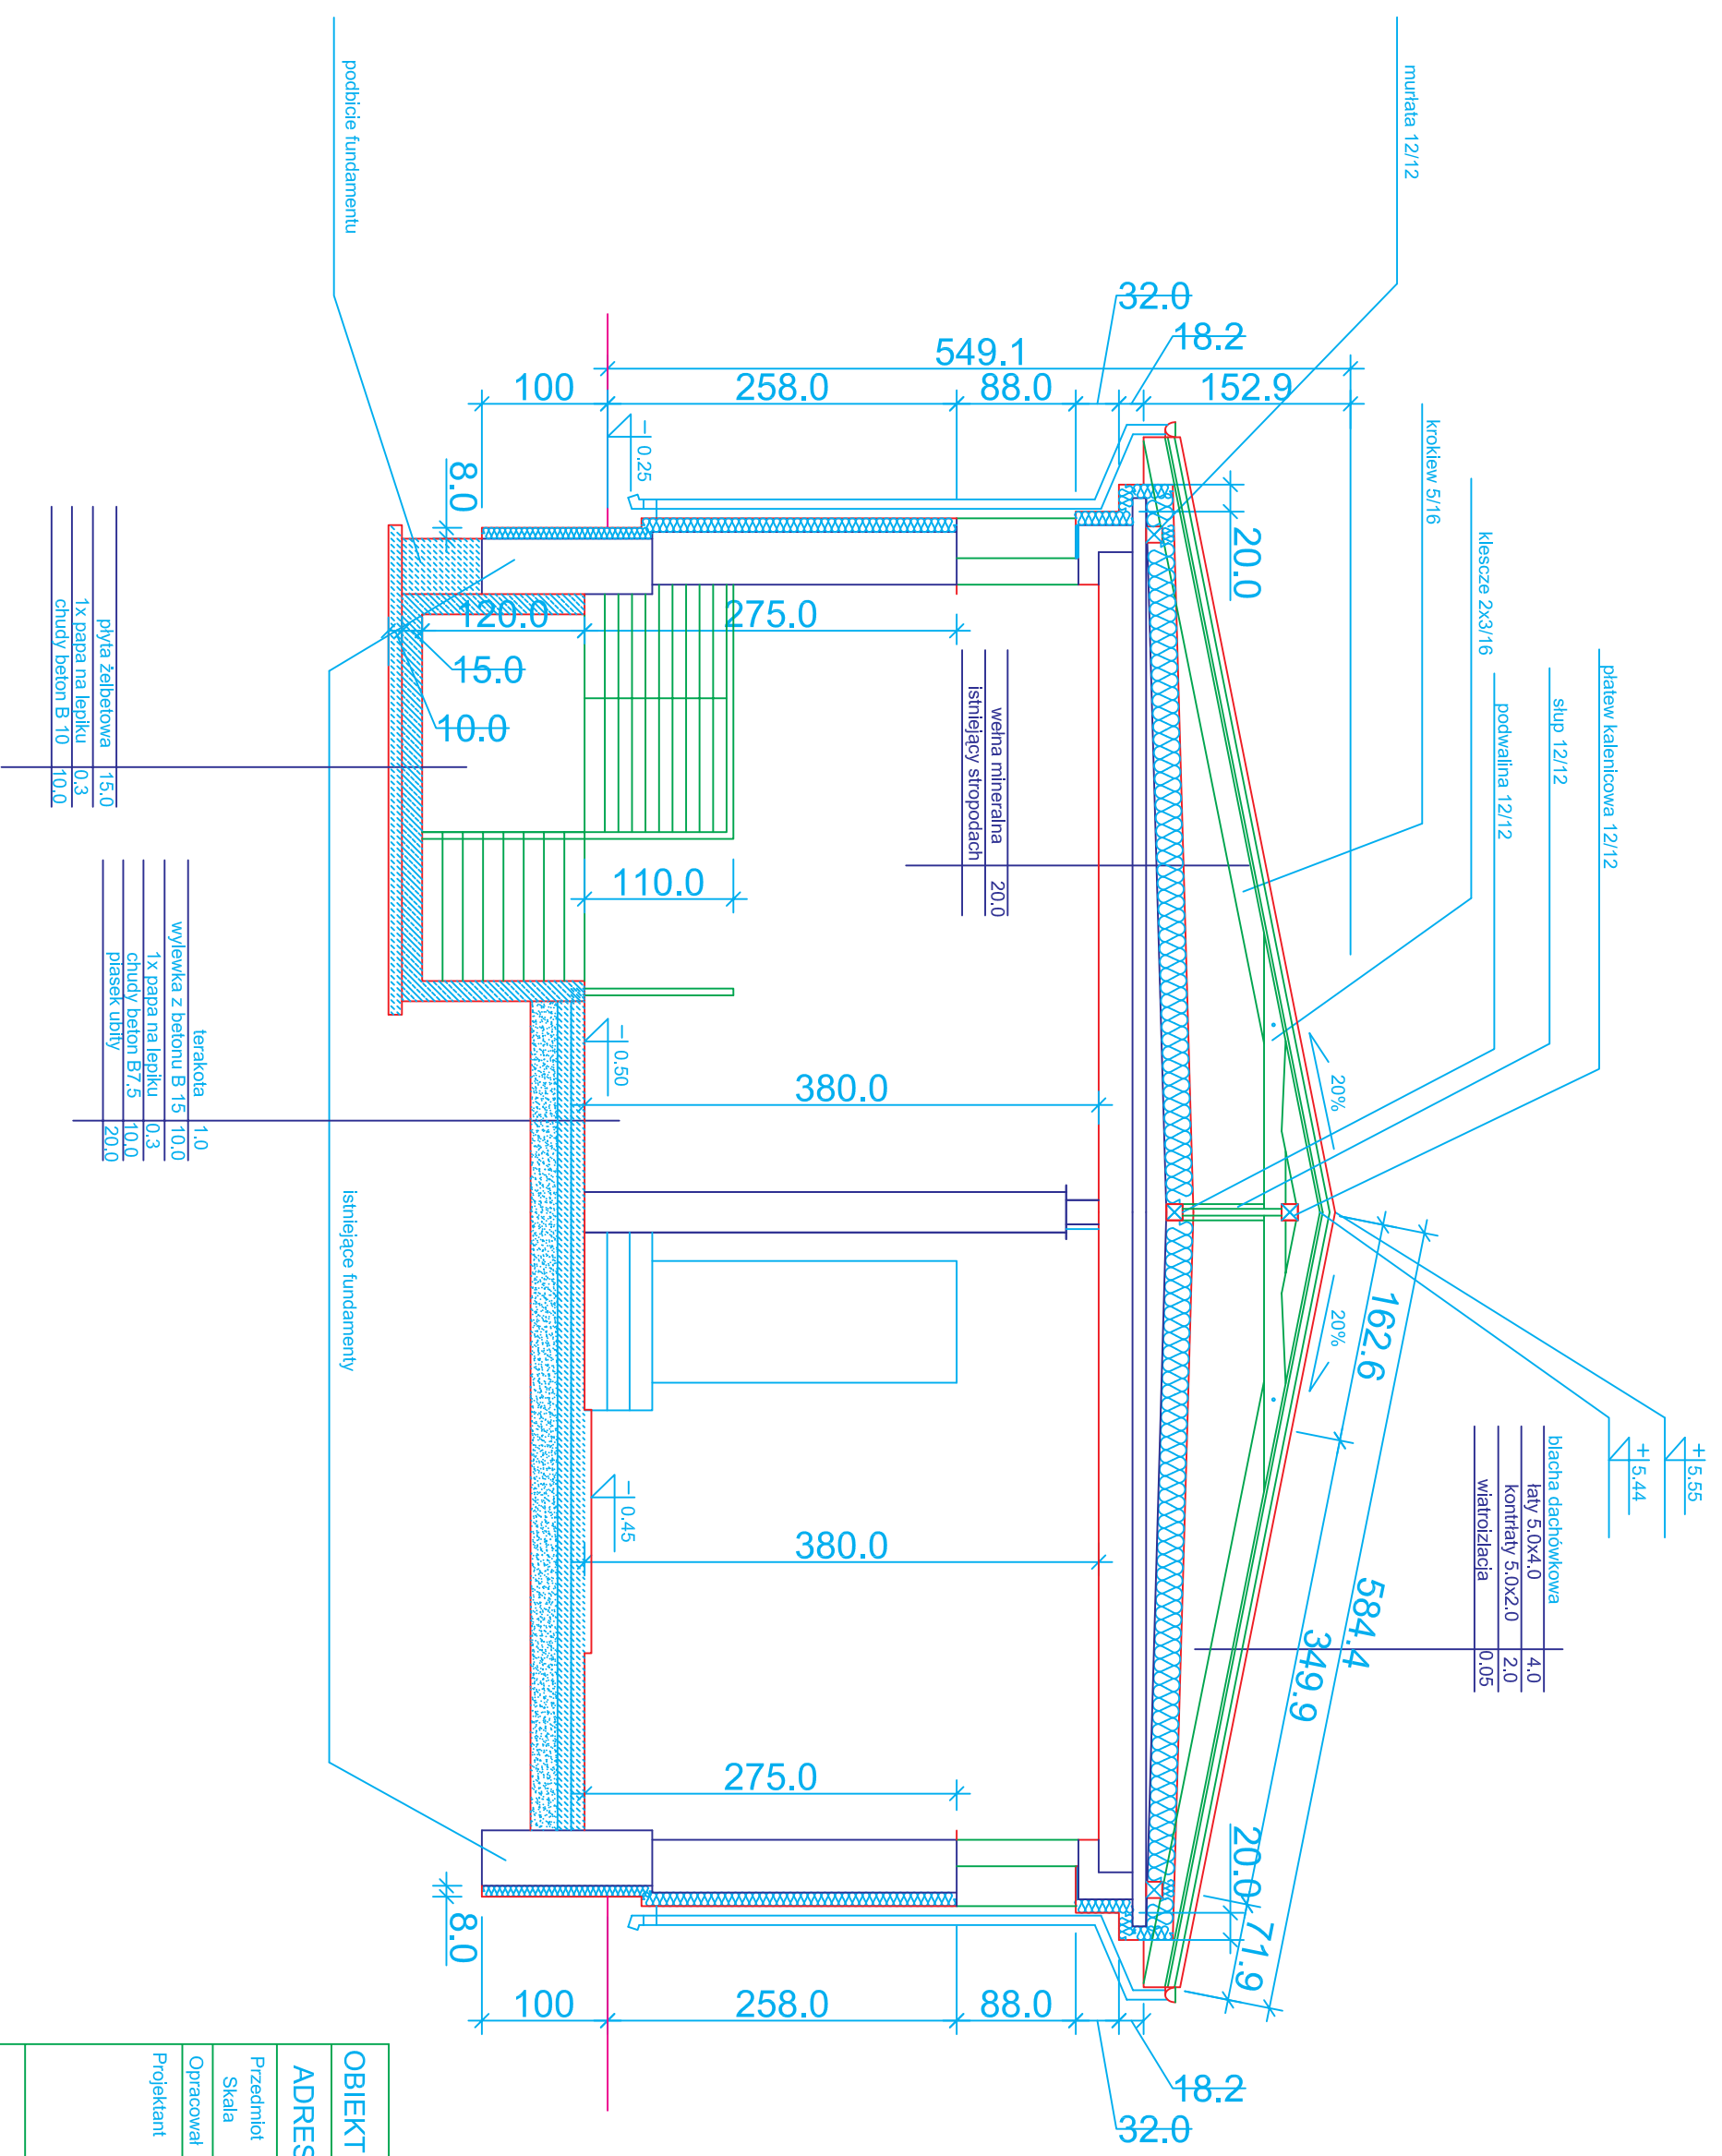 murłata 12/12
krokiew 5/16
kleszcze 2x3/16
podwalina 12/12
słup 12/12
płatew kalenicowa 12/12
+5.55
+5.44
podbicie fundamentu
istniejące fundamenty
32.0
18.2
549.1
100
258.0
88.0
152.9
- 0.25
8.0
20.0
120.0
275.0
15.0
10.0
110.0
wełna mineralna 20.0
istniejący stropodach
- 0.50
380.0
20%
20%
162.6
584.4
349.9
71.9
blacha dachówkowa
łaty 5.0x4.0 4.0
kontrłaty 5.0x2.0 2.0
wiatroizlacja 0.05
- 0.45
380.0
275.0
20.0
8.0
100
258.0
88.0
18.2
32.0
płyta żelbetowa 15.0
1x papa na lepiku 0.3
chudy beton B 10 10.0
terakota 1.0
wylewka z betonu B 15 10.0
1x papa na lepiku 0.3
chudy beton B7.5 10.0
piasek ubity 20.0
OBIEKT
ADRES
Przedmiot
Skala
Opracował
Projektant